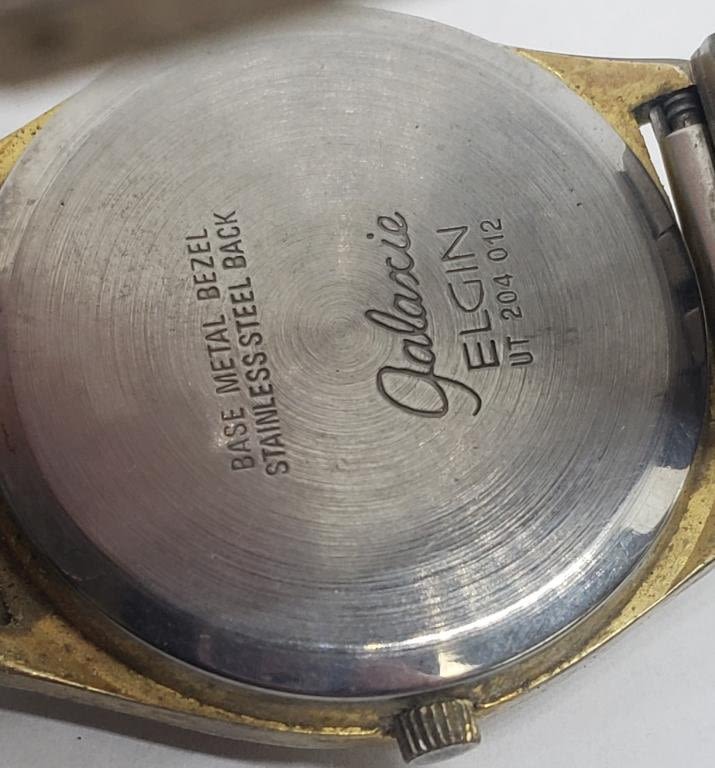 BASE METAL BEZEL
STAINLESS STEEL BACK
galaxie
ELGIN
UT 204 012